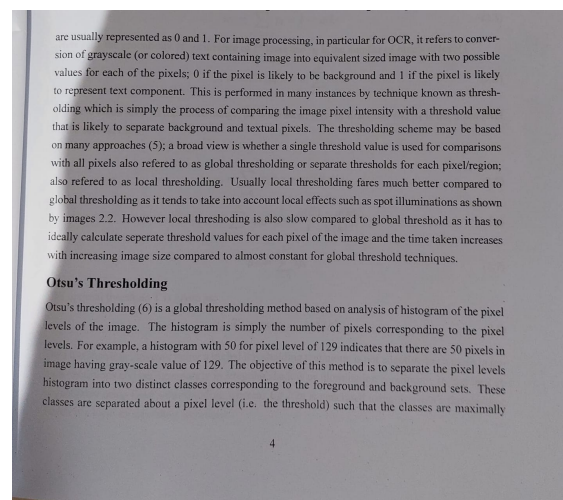 are usually represented as 0 and 1. For image processing, in particular for OCR, it refers to conver-
sion of grayscale (or colored) text containing image into equivalent sized image with two possible
values for each of the pixels; 0 if the pixel is likely to be background and 1 if the pixel is likely
to represent text component. This is performed in many instances by technique known as thresh-
olding which is simply the process of comparing the image pixel intensity with a threshold value
that is likely to separate background and textual pixels. The thresholding scheme may be based
on many approaches (5); a broad view is whether a single threshold value is used for comparisons
with all pixels also refered to as global thresholding or separate thresholds for each pixel/region;
also refered to as local thresholding. Usually local thresholding fares much better compared to
global thresholding as it tends to take into account local effects such as spot illuminations as shown
by images 2.2. However local threshoding is also slow compared to global threshold as it has to
ideally calculate seperate threshold values for each pixel of the image and the time taken increases
with increasing image size compared to almost constant for global threshold techniques.
Otsu's Thresholding
Otsu's thresholding (6) is a global thresholding method based on analysis of histogram of the pixel
levels of the image. The histogram is simply the number of pixels corresponding to the pixel
levels. For example, a histogram with 50 for pixel level of 129 indicates that there are 50 pixels in
image having gray-scale value of 129. The objective of this method is to separate the pixel levels
histogram into two distinct classes corresponding to the foreground and background sets. These
classes are separated about a pixel level (i.e. the threshold) such that the classes are maximally
4